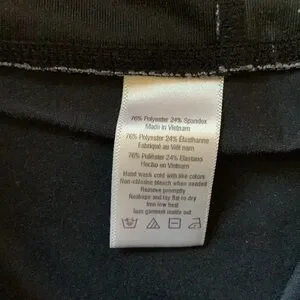 76% Polyester 24% Spandex
Made in Vietnam
76% Polyester 24% Élasthanne
Fabriqué au Viêt nam
76% Poliéster 24% Elastano
Hecho en Vietnam
Hand wash cold with like colors
Non-chlorine bleach when needed
Remove promptly
Reshape and lay flat to dry
Iron low heat
Turn garment inside out